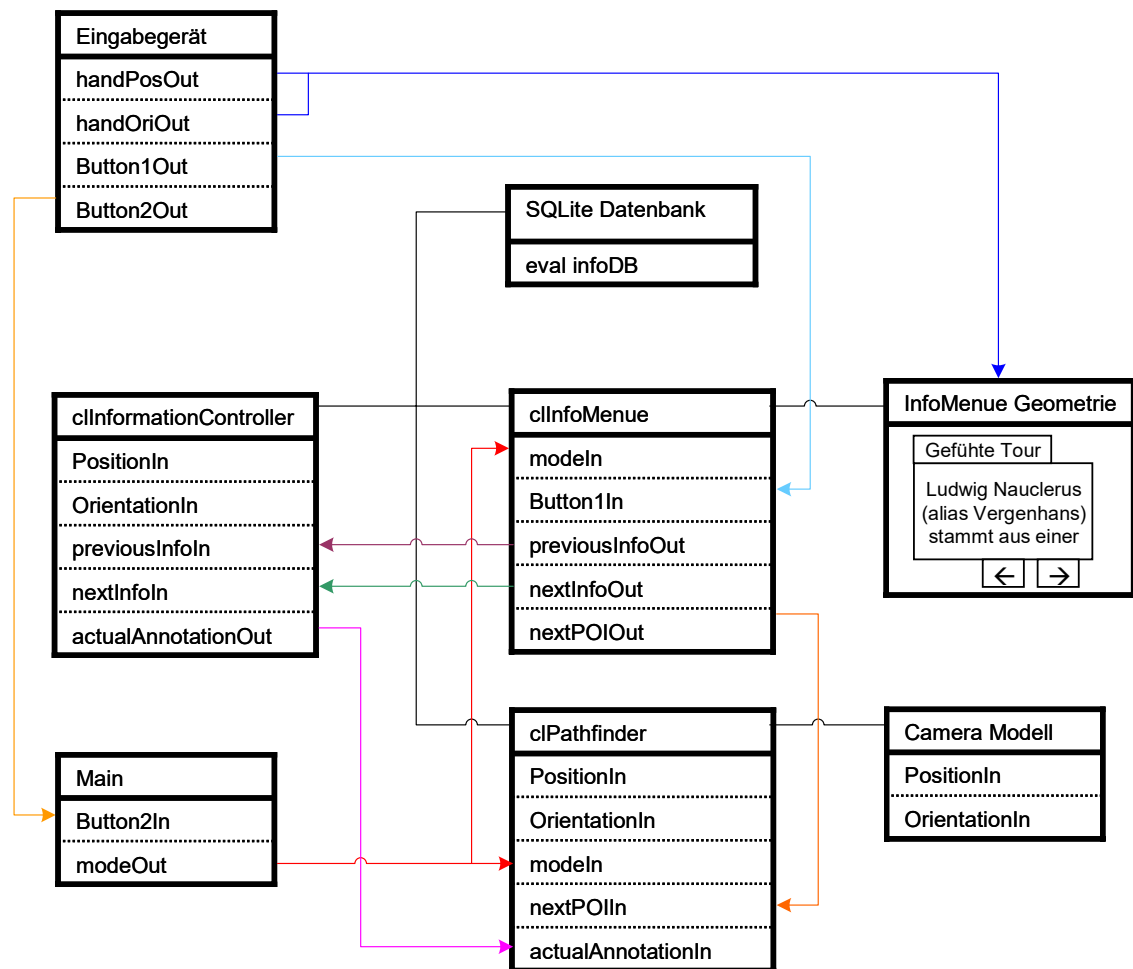 Eingabegerät
handPosOut
handOriOut
Button1Out
Button2Out
SQLite Datenbank
eval infoDB
clInformationController
PositionIn
OrientationIn
previousInfoIn
nextInfoIn
actualAnnotationOut
clInfoMenue
modeIn
Button1In
previousInfoOut
nextInfoOut
nextPOIOut
InfoMenue Geometrie
Gefühte Tour
Ludwig Nauclerus
(alias Vergenhans)
stammt aus einer
← →
Main
Button2In
modeOut
clPathfinder
PositionIn
OrientationIn
modeIn
nextPOIIn
actualAnnotationIn
Camera Modell
PositionIn
OrientationIn